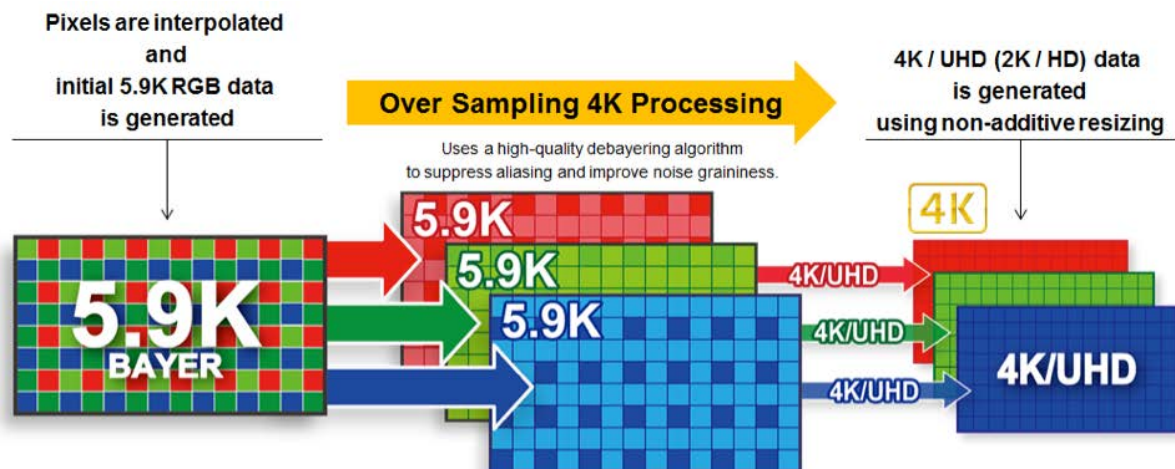 Pixels are interpolated
and
initial 5.9K RGB data
is generated
Over Sampling 4K Processing
Uses a high-quality debayering algorithm
to suppress aliasing and improve noise graininess.
4K / UHD (2K / HD) data
is generated
using non-additive resizing
4K
5.9K
BAYER
5.9K
5.9K
5.9K
4K/UHD
4K/UHD
4K/UHD
4K/UHD